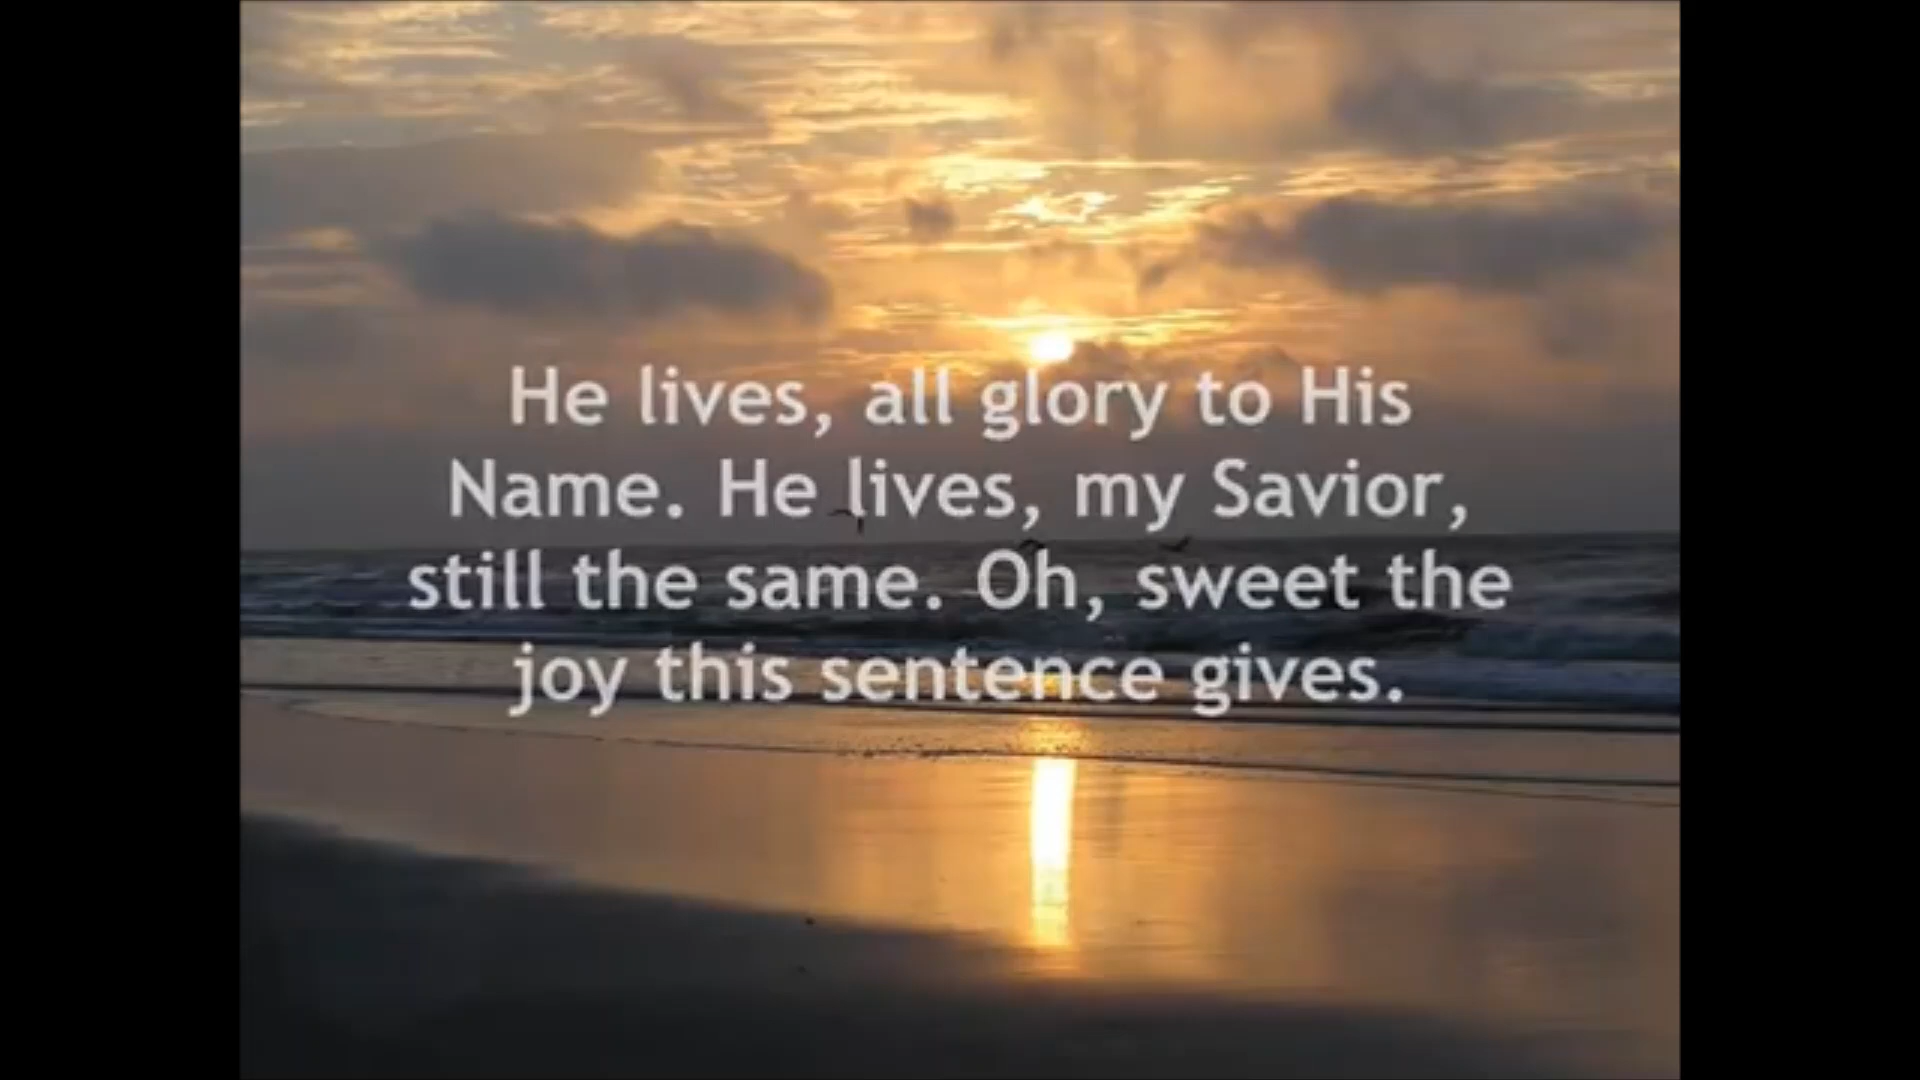 He lives, all glory to His
Name. He lives, my Savior,
still the same. Oh, sweet the
joy this sentence gives.